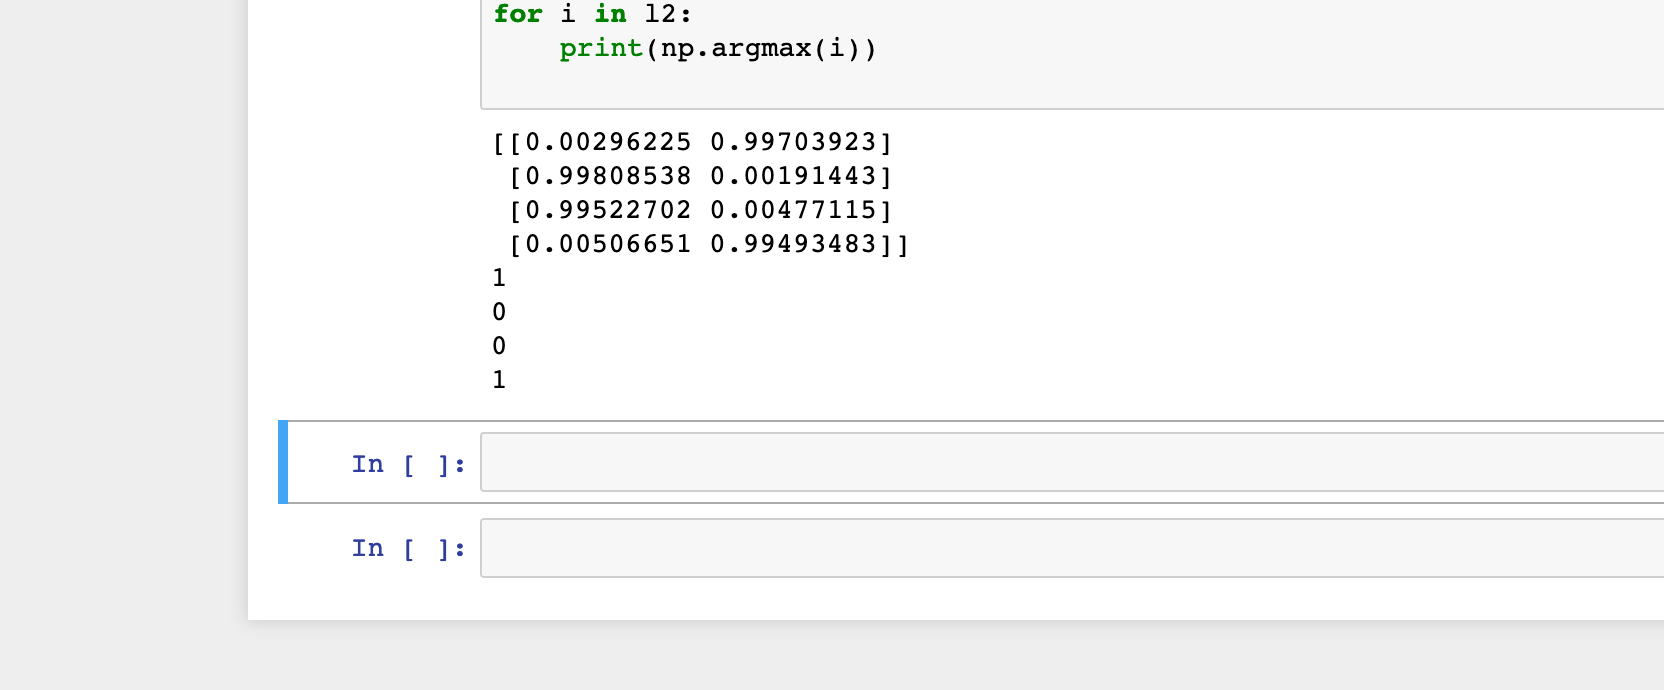 for i in l2:
    print(np.argmax(i))
[[0.00296225 0.99703923]
 [0.99808538 0.00191443]
 [0.99522702 0.00477115]
 [0.00506651 0.99493483]]
1
0
0
1
In [ ]:
In [ ]: